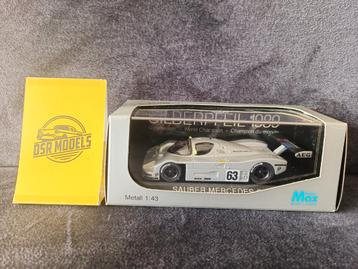 SILBERPFEIL 1989
World Champion · Champion du monde
DSR MODELS
AEG
63
SAUBER MERCEDES
Metall 1:43
Max